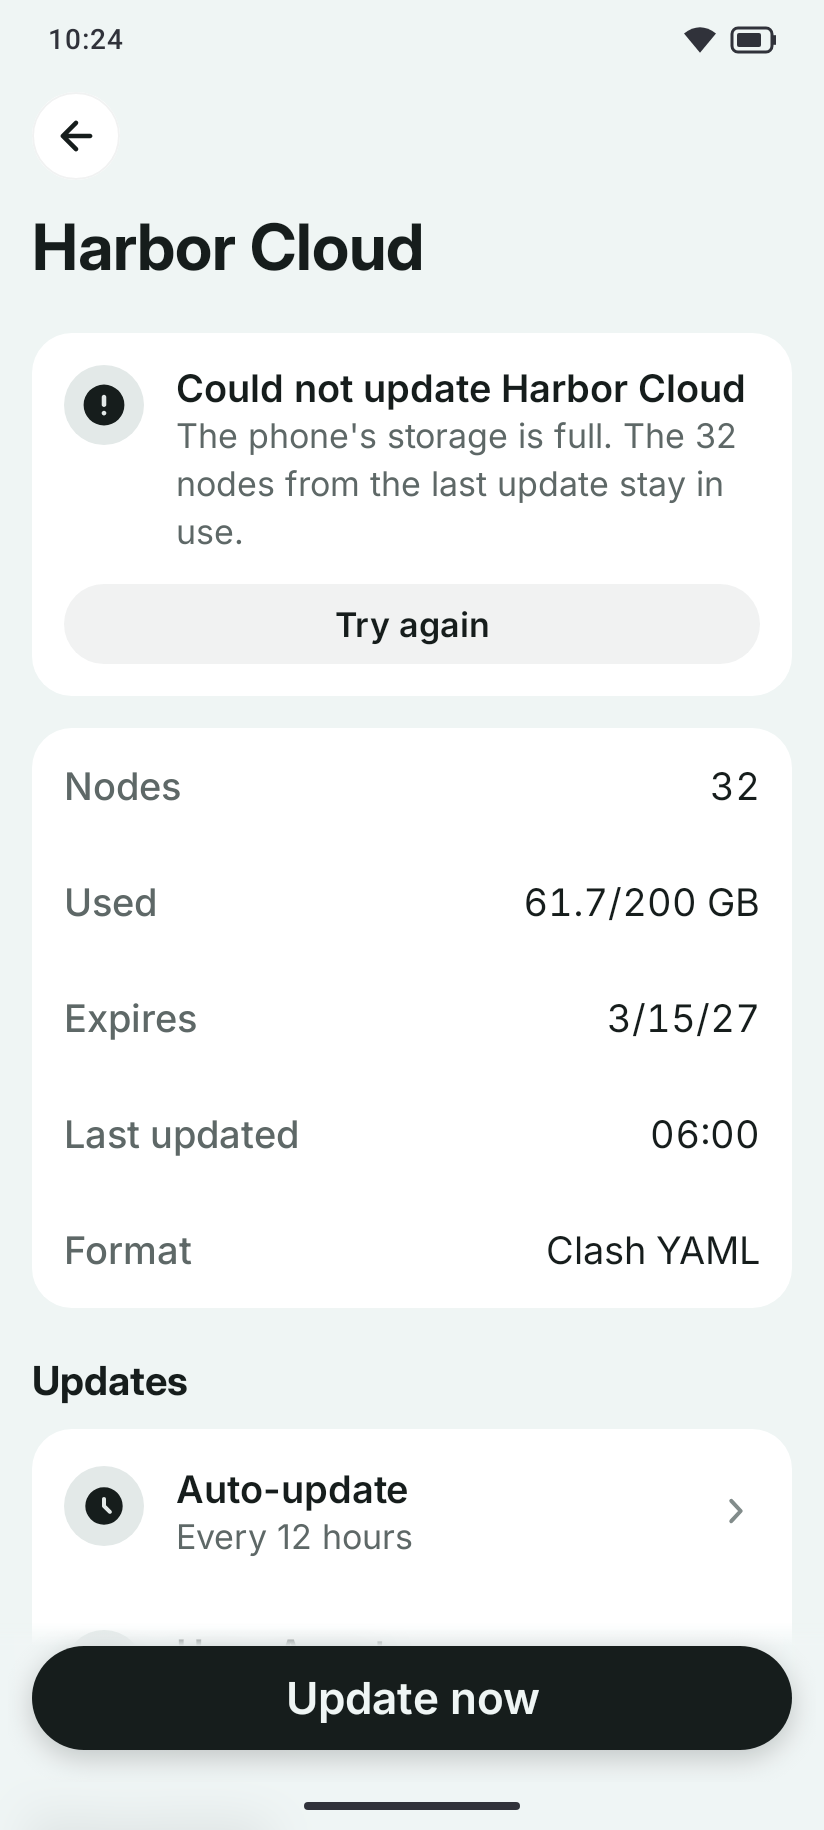 10:24
Harbor Cloud
Could not update Harbor Cloud
The phone's storage is full. The 32
nodes from the last update stay in
use.
Try again
Nodes 32
Used 61.7/200 GB
Expires 3/15/27
Last updated 06:00
Format Clash YAML
Updates
Auto-update
Every 12 hours
Update now